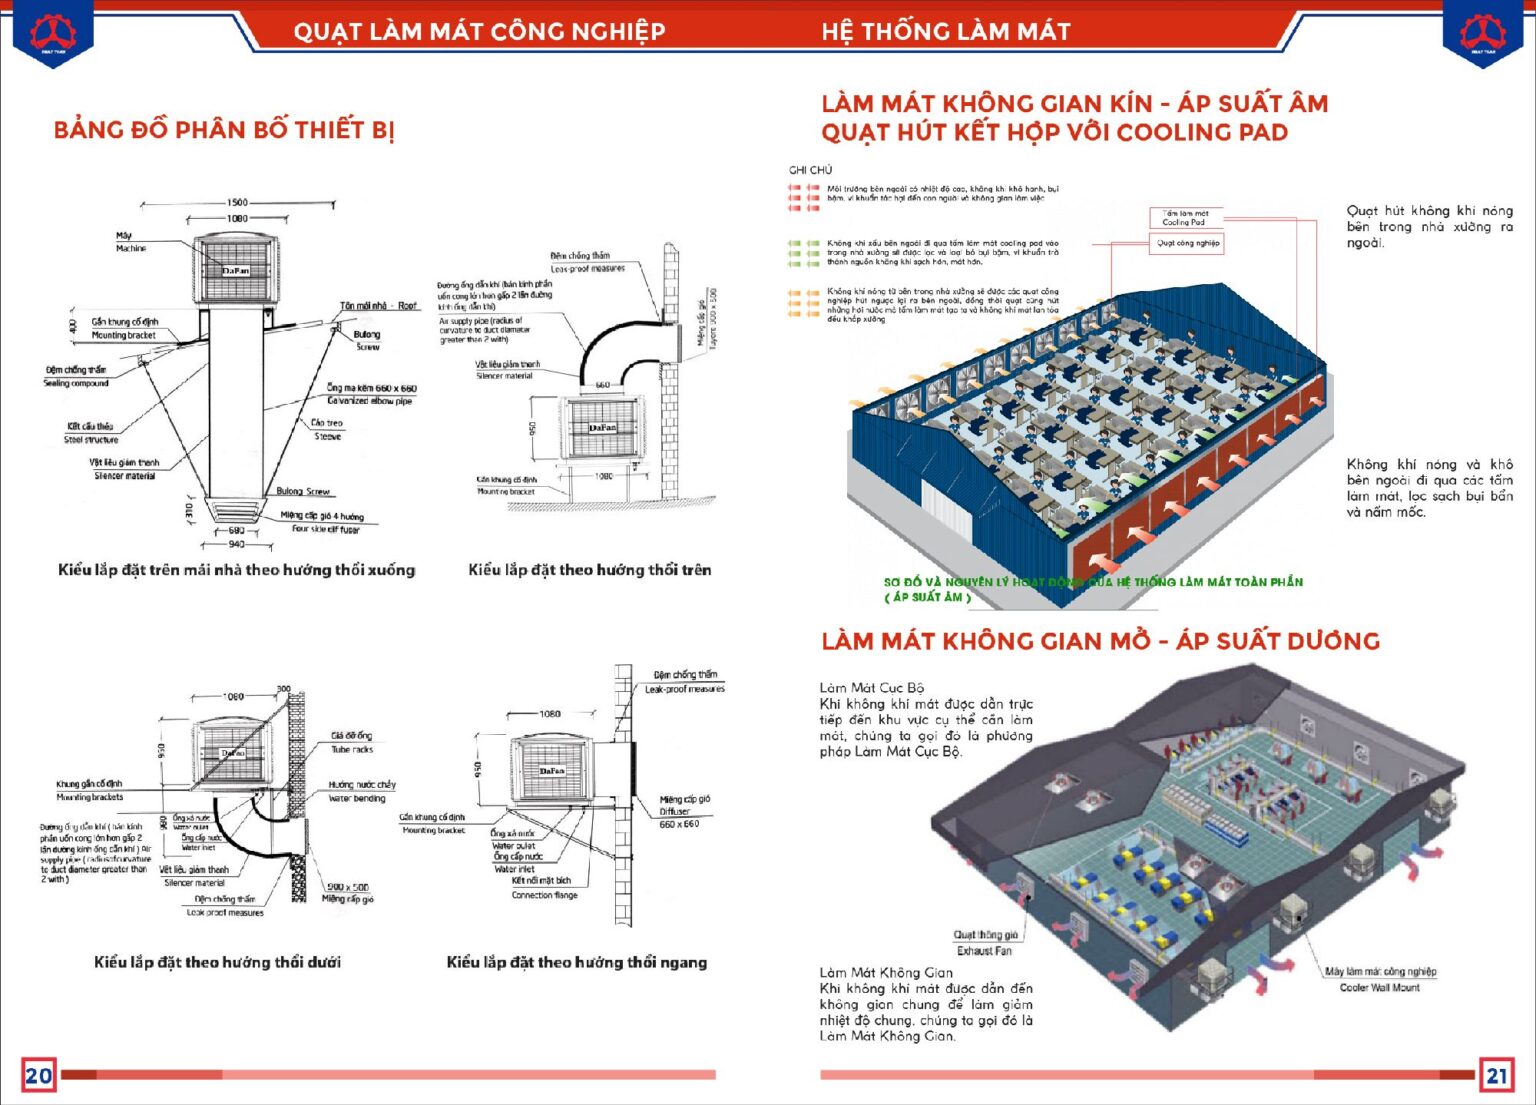 QUẠT LÀM MÁT CÔNG NGHIỆP
BẢNG ĐỒ PHÂN BỐ THIẾT BỊ
1500
1080
Máy
Machine
DaFan
Tôn mái nhà - Roof
400
Gắn khung cố định
Mounting bracket
Bulong
Screw
Đệm chống thấm
Sealing compound
Ống mạ kẽm 660 x 660
Galvanized elbow pipe
Kết cấu thép
Steel structure
Cáp treo
Sleeve
Vật liệu giảm thanh
Silencer material
Bulong Screw
310
Miệng cấp gió 4 hướng
Four side diffuser
680
940
Kiểu lắp đặt trên mái nhà theo hướng thổi xuống
Đệm chống thấm
Leak-proof measures
Đường ống dẫn khí (bán kính phần
uốn cong lớn hơn gấp 2 lần đường
kính ống dẫn khí)
Air supply pipe (radius of
curvature to duct diameter
greater than 2 with)
Miệng cấp gió
Vật liệu giảm thanh
Silencer material
660
950
DaFan
1080
Gắn khung cố định
Mounting bracket
Kiểu lắp đặt theo hướng thổi trên
1080
300
950
DaFan
Giá đỡ ống
Tube racks
Khung gắn cố định
Mounting brackets
Hướng nước chảy
Water bending
Ống xả nước
Water oulet
Ống cấp nước
Water inlet
Đường ống dẫn khí ( bán kính
phần uốn cong lớn hơn gấp 2
lần đường kính ống dẫn khí ) Air
supply pipe ( radiusofcurvature
to duct diameter greater than
2 with )
Vật liệu giảm thanh
Silencer material
900 x 500
Miệng cấp gió
Đệm chống thấm
Leak-proof measures
Kiểu lắp đặt theo hướng thổi dưới
Đệm chống thấm
Leak-proof measures
1080
950
DaFan
Miệng cấp gió
Diffuser
660 x 660
Gắn khung cố định
Mounting bracket
Ống xả nước
Water oulet
Ống cấp nước
Water inlet
Kết nối mặt bích
Connection flange
Kiểu lắp đặt theo hướng thổi ngang
20
HỆ THỐNG LÀM MÁT
LÀM MÁT KHÔNG GIAN KÍN - ÁP SUẤT ÂM
QUẠT HÚT KẾT HỢP VỚI COOLING PAD
GHI CHÚ
Môi trường bên ngoài có nhiệt độ cao, không khí khô hanh, bụi
bậm, vi khuẩn tác hại đến con người và không gian làm việc
Không khí xấu bên ngoài đi qua tấm làm mát cooling pad vào
trong nhà xưởng sẽ được lọc và loại bỏ bụi bậm, vi khuẩn trở
thành nguồn không khí sạch hơn, mát hơn.
Không khí nóng từ bên trong nhà xưởng sẽ được các quạt công
nghiệp hút ngược lại ra bên ngoài, đồng thời quạt cũng hút
những hơi nước mà tấm làm mát tạo ta và không khí mát lan tỏa
đều khắp xưởng
Tấm làm mát
Cooling Pad
Quạt công nghiệp
Quạt hút không khí nóng
bên trong nhà xưởng ra
ngoài.
Không khí nóng và khô
bên ngoài đi qua các tấm
làm mát, lọc sạch bụi bẩn
và nấm mốc.
SƠ ĐỒ VÀ NGUYÊN LÝ HOẠT ĐỘNG CỦA HỆ THỐNG LÀM MÁT TOÀN PHẦN
( ÁP SUẤT ÂM )
LÀM MÁT KHÔNG GIAN MỞ - ÁP SUẤT DƯƠNG
Làm Mát Cục Bộ
Khi không khí mát được dẫn trực
tiếp đến khu vực cụ thể cần làm
mát, chúng ta gọi đó là phương
pháp Làm Mát Cục Bộ.
Quạt thông gió
Exhaust Fan
Máy làm mát công nghiệp
Cooler Wall Mount
Làm Mát Không Gian
Khi không khí mát được dẫn đến
không gian chung để làm giảm
nhiệt độ chung, chúng ta gọi đó là
Làm Mát Không Gian.
21